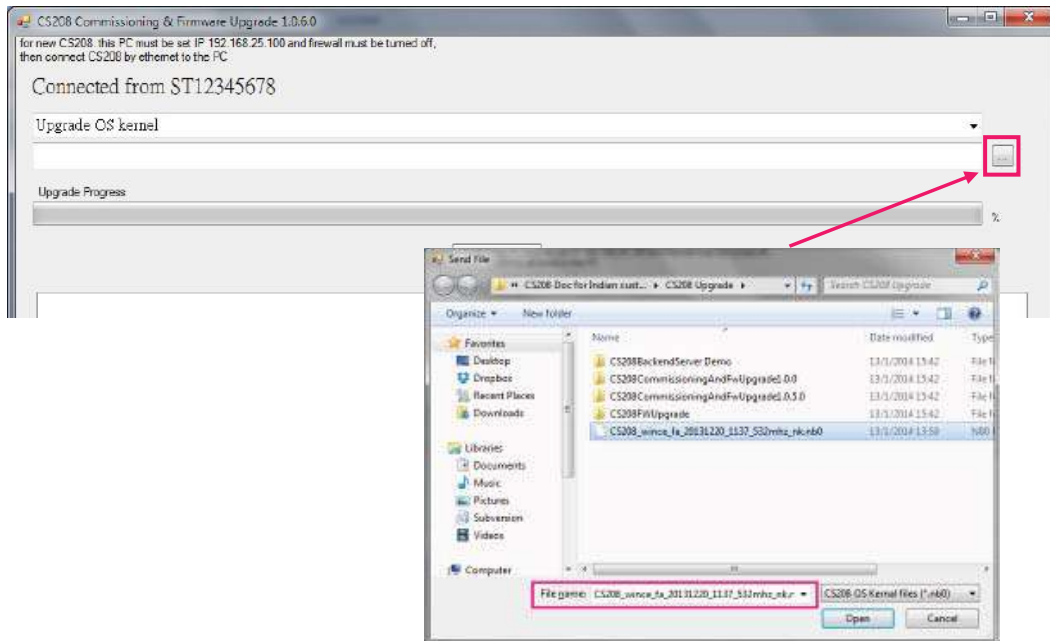 CS208 Commissioning & Firmware Upgrade 1.0.6.0
for new CS208, this PC must be set IP 192.168.25.100 and firewall must be turned off,
then connect CS208 by ethernet to the PC
Connected from ST12345678
Upgrade OS kernel
...
Upgrade Progress
%
Send File
« CS208 Doc for Indian cust... ▸ CS208 Upgrade ▸
Search CS208 Upgrade
Organize ▾ New folder
Name Date modified Type
Favorites
Desktop
Dropbox
Recent Places
Downloads
Libraries
Documents
Music
Pictures
Subversion
Videos
Computer
CS208BackendServer Demo 13/1/2014 15:42 File f
CS208CommissioningAndFwUpgrade1.0.0 13/1/2014 15:42 File f
CS208CommissioningAndFwUpgrade1.0.5.0 13/1/2014 15:42 File f
CS208FWUpgrade 13/1/2014 15:42 File f
CS208_wince_fa_20131220_1137_532mhz_nk.nb0 13/1/2014 13:58 NB0
File name: CS208_wince_fa_20131220_1137_532mhz_nk.r
CS208 OS Kernel files (*.nb0)
Open Cancel